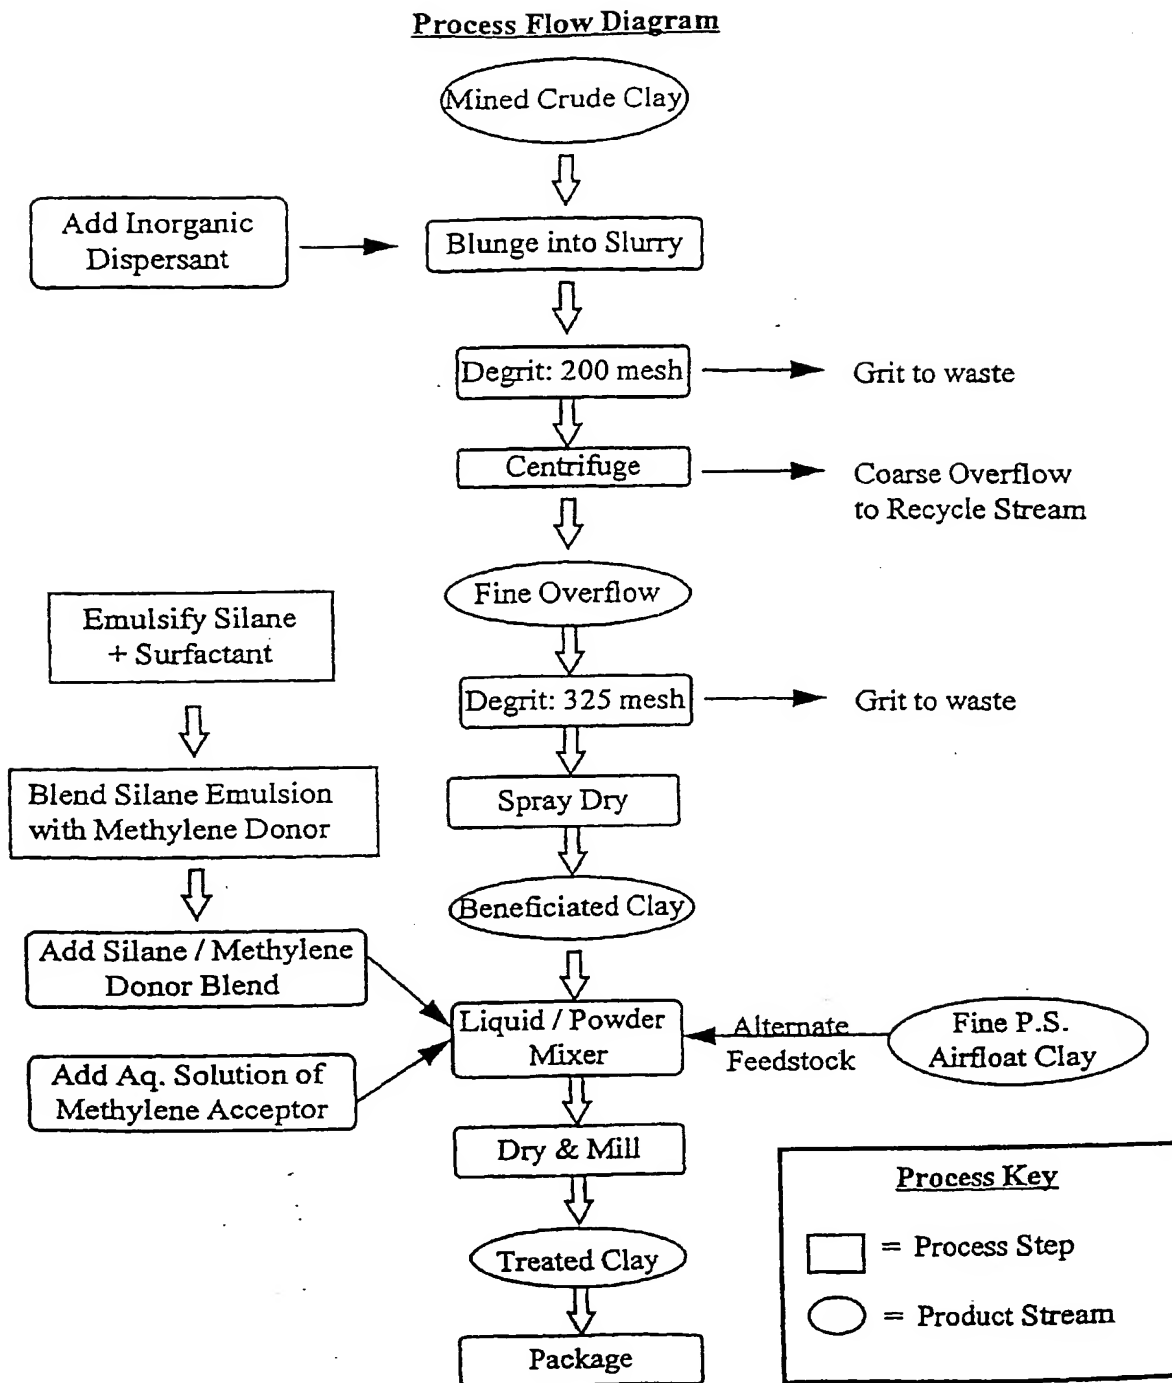 Process Flow Diagram
Mined Crude Clay
Add Inorganic
Dispersant
Blunge into Slurry
Degrit: 200 mesh
Grit to waste
Centrifuge
Coarse Overflow
to Recycle Stream
Fine Overflow
Emulsify Silane
+ Surfactant
Degrit: 325 mesh
Grit to waste
Blend Silane Emulsion
with Methylene Donor
Spray Dry
Beneficiated Clay
Add Silane / Methylene
Donor Blend
Liquid / Powder
Mixer
Alternate
Feedstock
Fine P.S.
Airfloat Clay
Add Aq. Solution of
Methylene Acceptor
Dry & Mill
Treated Clay
Package
Process Key
= Process Step
= Product Stream